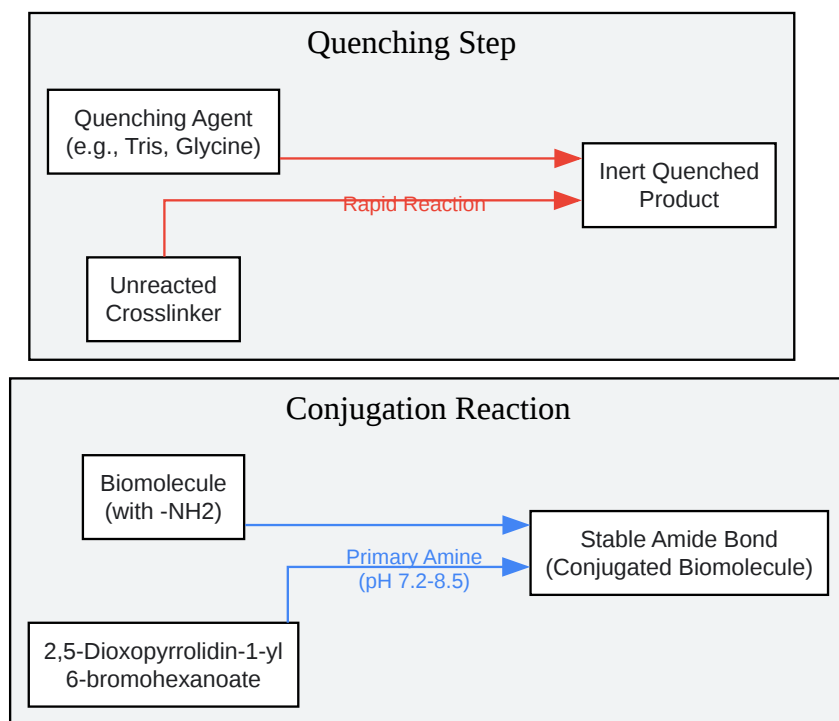 Quenching Step
Quenching Agent
(e.g., Tris, Glycine)
Inert Quenched
Product
Rapid Reaction
Unreacted
Crosslinker
Conjugation Reaction
Biomolecule
(with -NH2)
Stable Amide Bond
(Conjugated Biomolecule)
Primary Amine
(pH 7.2-8.5)
2,5-Dioxopyrrolidin-1-yl
6-bromohexanoate